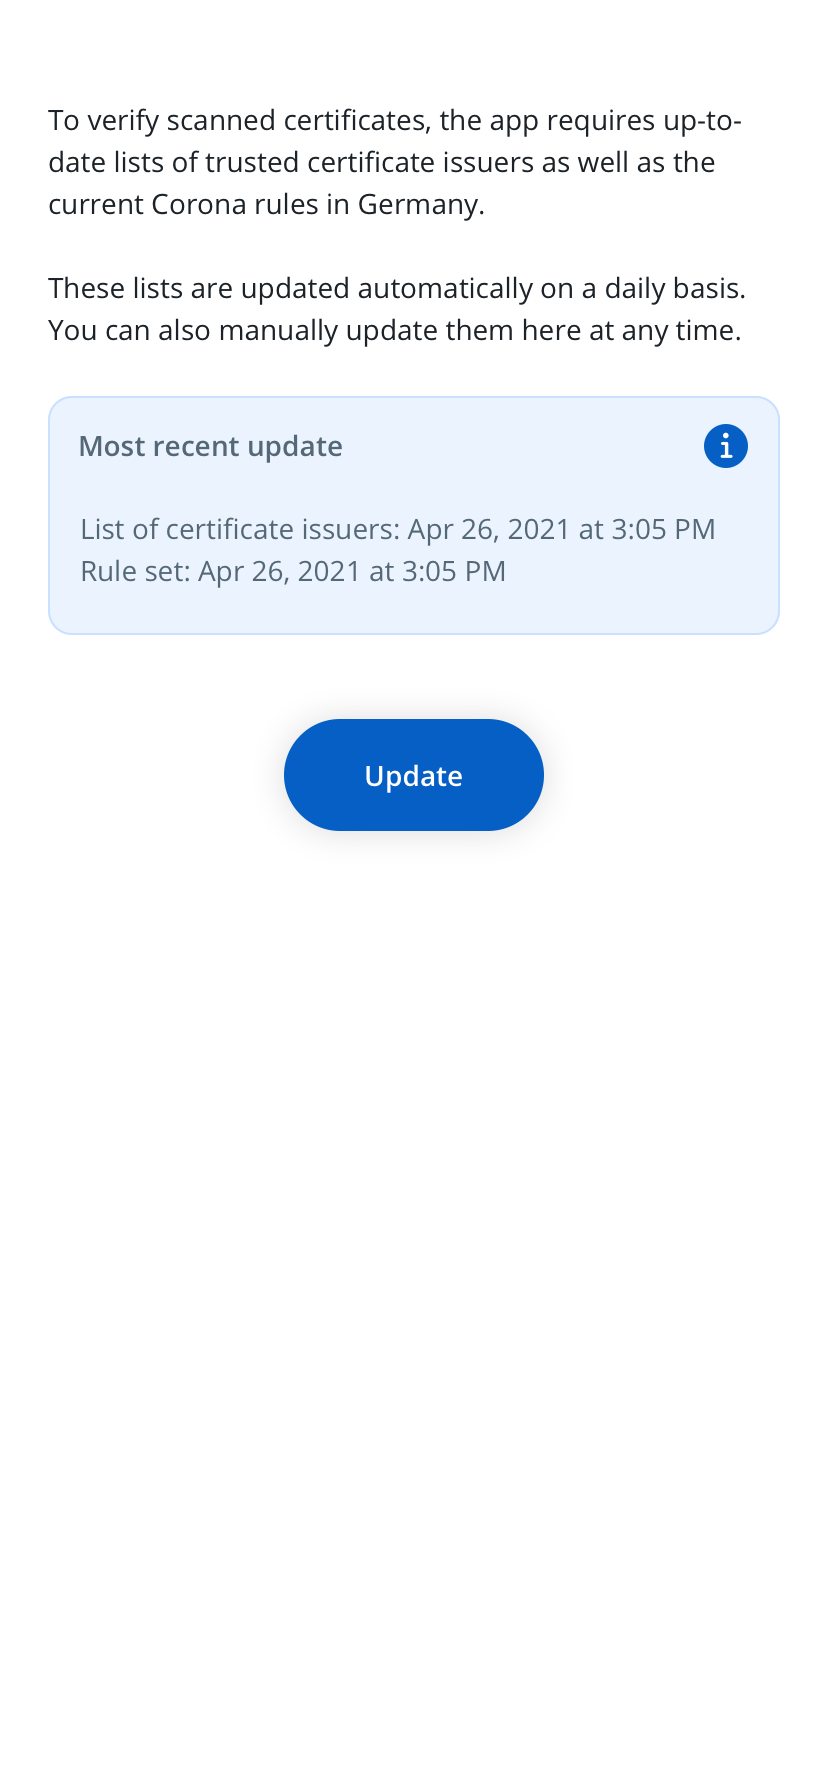 To verify scanned certificates, the app requires up-to-
date lists of trusted certificate issuers as well as the
current Corona rules in Germany.
These lists are updated automatically on a daily basis.
You can also manually update them here at any time.
Most recent update
List of certificate issuers: Apr 26, 2021 at 3:05 PM
Rule set: Apr 26, 2021 at 3:05 PM
Update